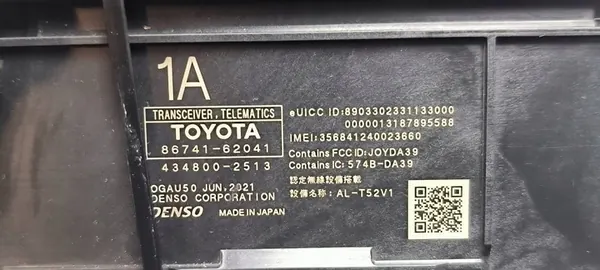 1A
TRANSCEIVER, TELEMATICS
TOYOTA
86741-62041
434800-2513
DGAU50 JUN,2021
DENSO CORPORATION
DENSO MADE IN JAPAN
eUICC ID:8903302331133000
0000013187895588
IMEI:356841240023660
Contains FCC ID:JOYDA39
Contains IC: 574B-DA39
認定無線設備搭載
設備名称: AL-T52V1